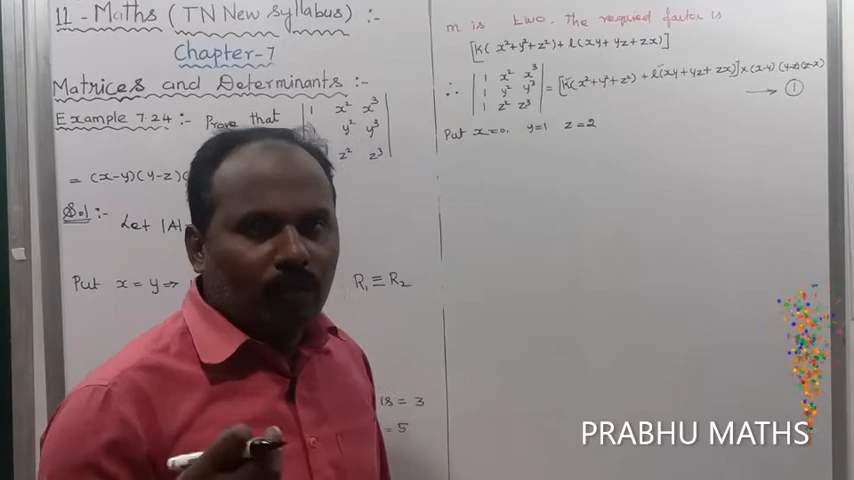 11 - Maths (TN New Syllabus) :-
Chapter-7
Matrices and Determinants :-
Example 7.24 :- Prove that | 1 x² x³
y² y³
z² z³ |
= (x-y)(y-z)(
Sol :- Let |A|
Put x = y ⇒ R₁ ≡ R₂
is = 3
= 5
m is two. The required factor is
[k(x²+y²+z²) + l(xy+yz+zx)]
∴ | 1 x² x³
1 y² y³
1 z² z³ | = [k(x²+y²+z²) + l(xy+yz+zx)] × (x-y)(y-z)(z-x)
→ ①
Put x=0, y=1 z=2
PRABHU MATHS